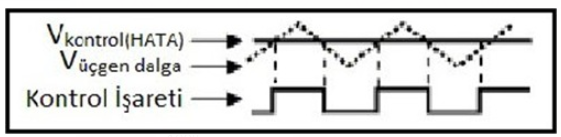 Vkontrol(HATA)
Vüçgen dalga
Kontrol İşareti